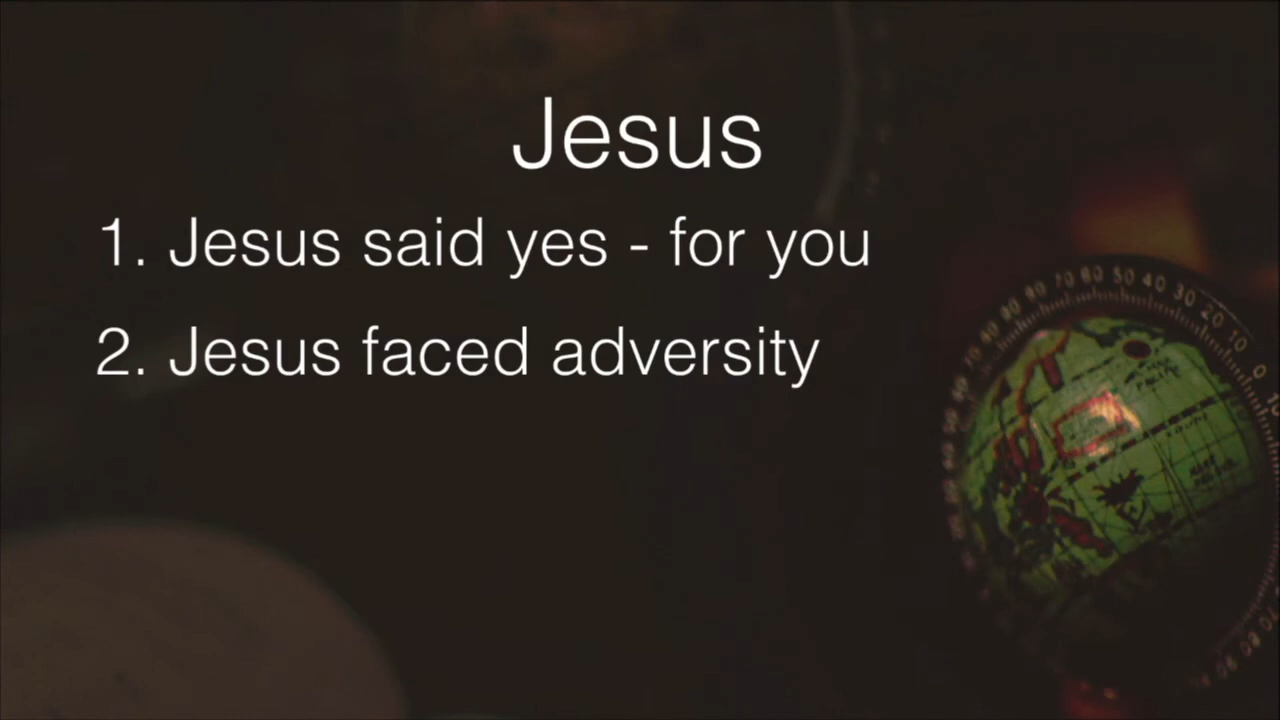 Jesus
1. Jesus said yes - for you
2. Jesus faced adversity